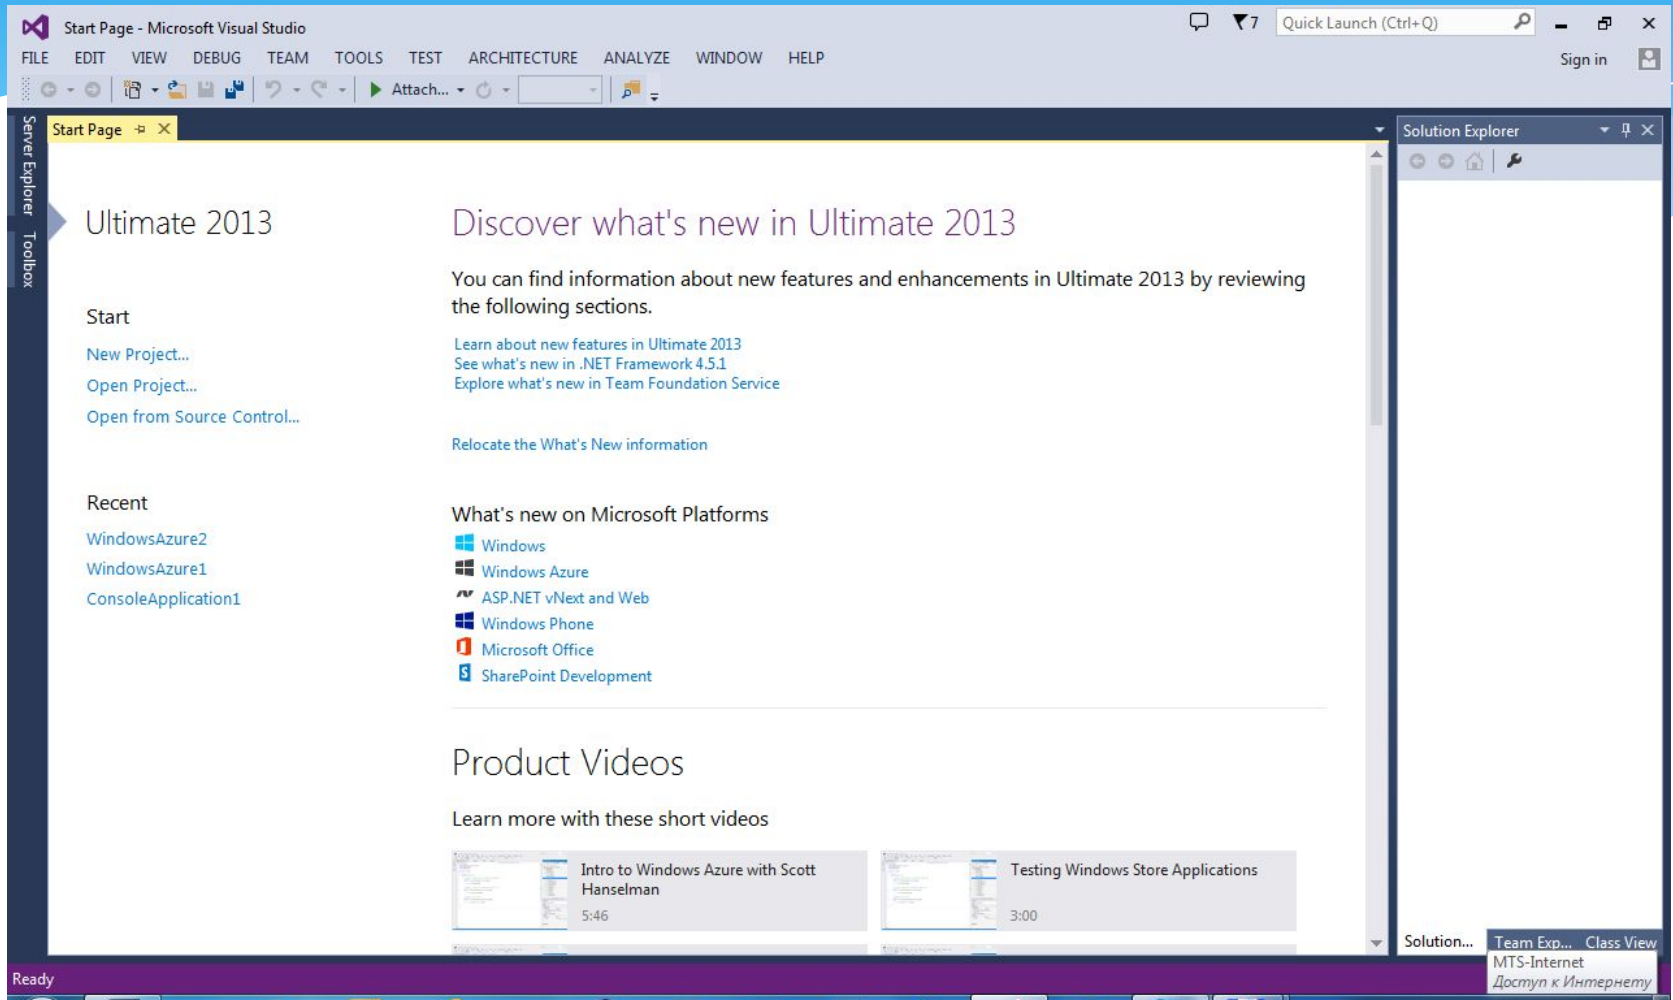 Start Page - Microsoft Visual Studio
7
Quick Launch (Ctrl+Q)
FILE EDIT VIEW DEBUG TEAM TOOLS TEST ARCHITECTURE ANALYZE WINDOW HELP
Sign in
Attach...
Server Explorer
Toolbox
Start Page
Ultimate 2013
Start
New Project...
Open Project...
Open from Source Control...
Recent
WindowsAzure2
WindowsAzure1
ConsoleApplication1
Discover what's new in Ultimate 2013
You can find information about new features and enhancements in Ultimate 2013 by reviewing
the following sections.
Learn about new features in Ultimate 2013
See what's new in .NET Framework 4.5.1
Explore what's new in Team Foundation Service
Relocate the What's New information
What's new on Microsoft Platforms
Windows
Windows Azure
ASP.NET vNext and Web
Windows Phone
Microsoft Office
SharePoint Development
Product Videos
Learn more with these short videos
Intro to Windows Azure with Scott
Hanselman
5:46
Testing Windows Store Applications
3:00
Solution Explorer
Solution... Team Exp... Class View
MTS-Internet
Доступ к Интернету
Ready